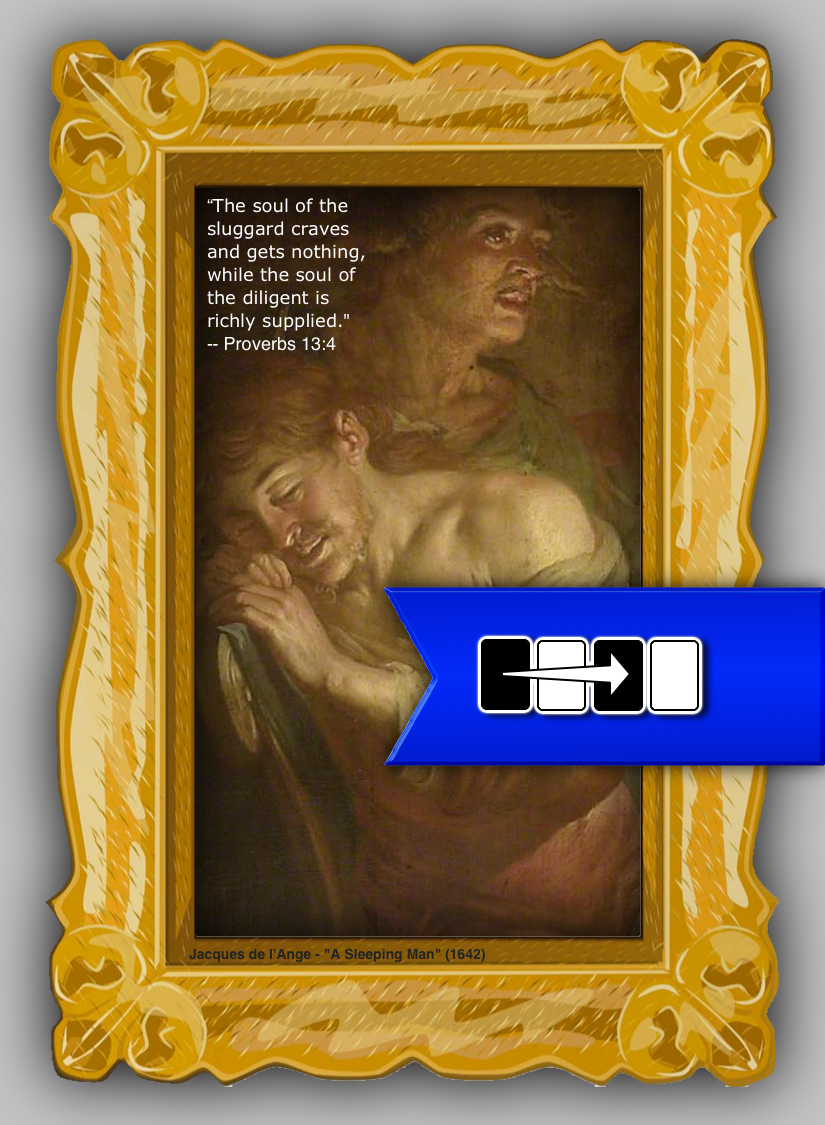 “The soul of the
sluggard craves
and gets nothing,
while the soul of
the diligent is
richly supplied."
-- Proverbs 13:4
Jacques de l'Ange - "A Sleeping Man" (1642)